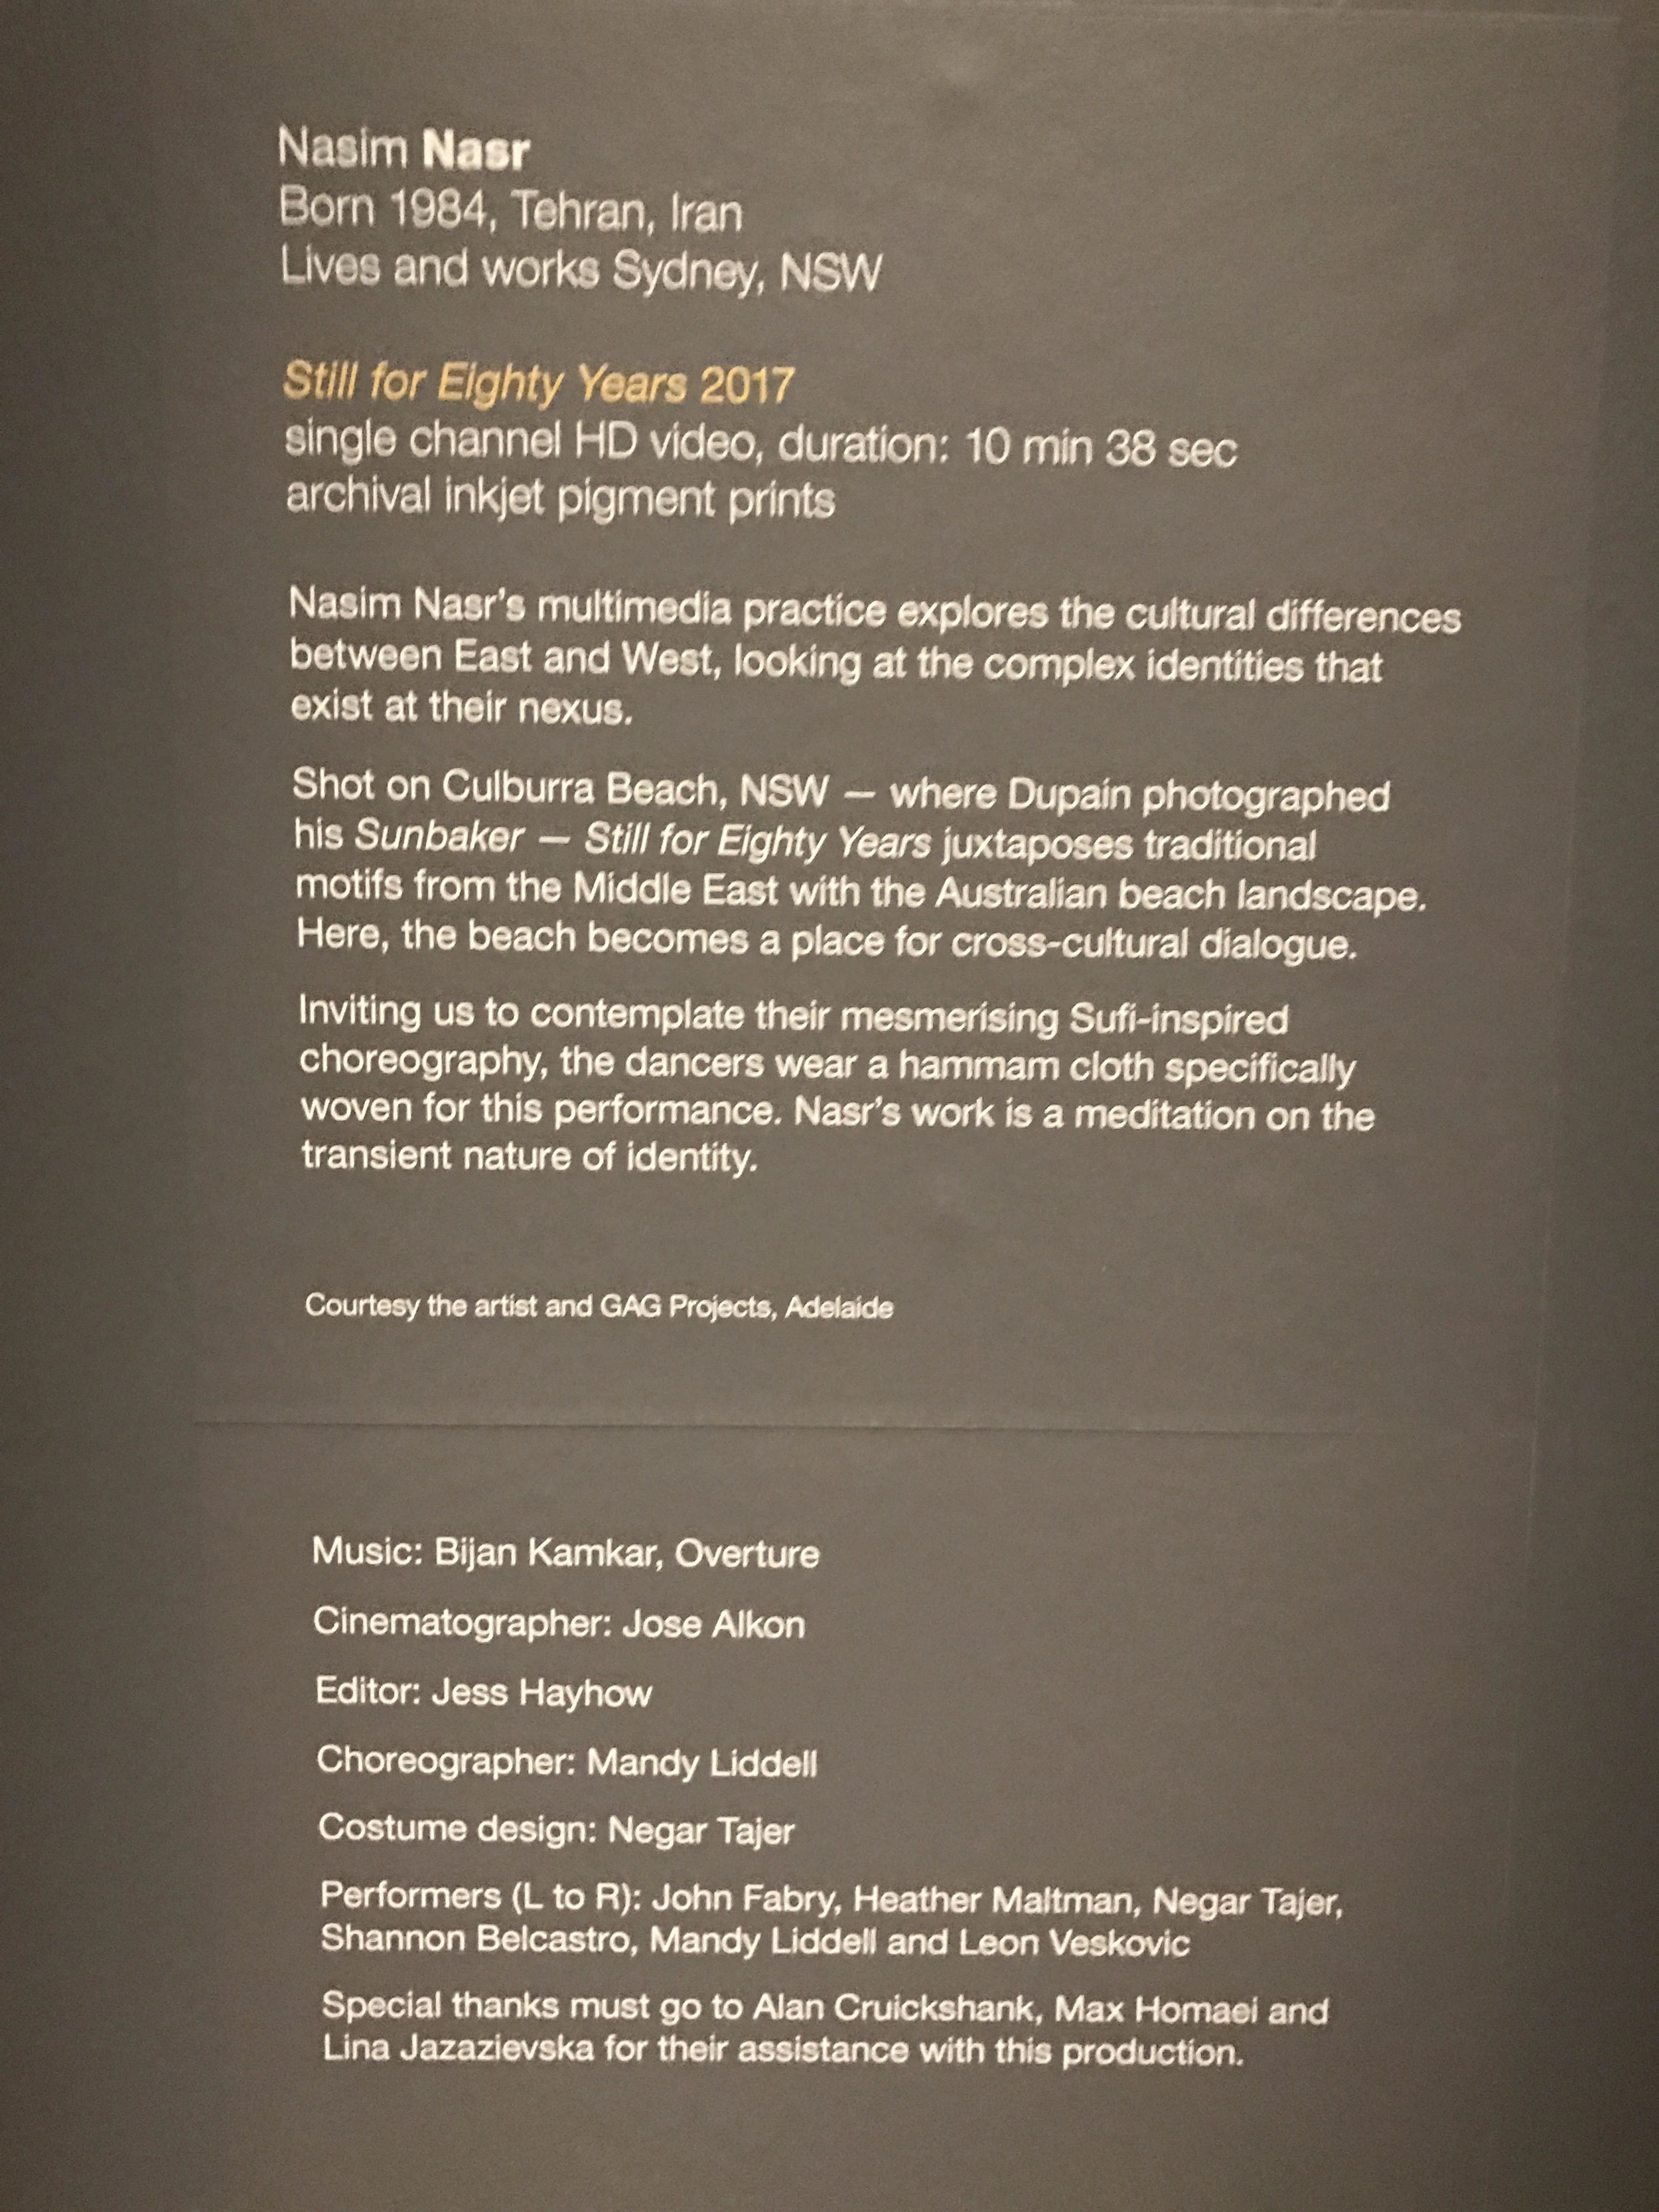 Nasim Nasr
Born 1984, Tehran, Iran
Lives and works Sydney, NSW
Still for Eighty Years 2017
single channel HD video, duration: 10 min 38 sec
archival inkjet pigment prints
Nasim Nasr's multimedia practice explores the cultural differences
between East and West, looking at the complex identities that
exist at their nexus.
Shot on Culburra Beach, NSW — where Dupain photographed
his Sunbaker — Still for Eighty Years juxtaposes traditional
motifs from the Middle East with the Australian beach landscape.
Here, the beach becomes a place for cross-cultural dialogue.
Inviting us to contemplate their mesmerising Sufi-inspired
choreography, the dancers wear a hammam cloth specifically
woven for this performance. Nasr's work is a meditation on the
transient nature of identity.
Courtesy the artist and GAG Projects, Adelaide
Music: Bijan Kamkar, Overture
Cinematographer: Jose Alkon
Editor: Jess Hayhow
Choreographer: Mandy Liddell
Costume design: Negar Tajer
Performers (L to R): John Fabry, Heather Maltman, Negar Tajer,
Shannon Belcastro, Mandy Liddell and Leon Veskovic
Special thanks must go to Alan Cruickshank, Max Homaei and
Lina Jazazievska for their assistance with this production.